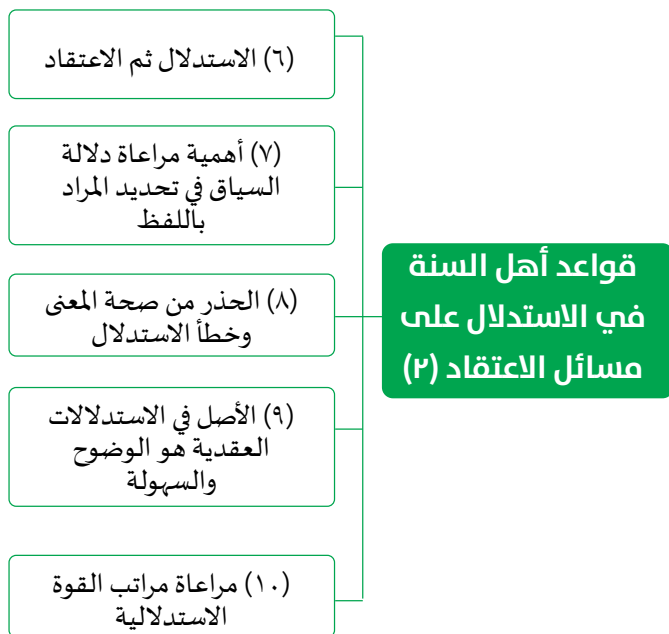 قواعد أهل السنة
في الاستدلال على
مسائل الاعتقاد (٢)
(٦) الاستدلال ثم الاعتقاد
(٧) أهمية مراعاة دلالة
السياق في تحديد المراد
باللفظ
(٨) الحذر من صحة المعنى
وخطأ الاستدلال
(٩) الأصل في الاستدلالات
العقدية هو الوضوح
والسهولة
(١٠) مراعاة مراتب القوة
الاستدلالية